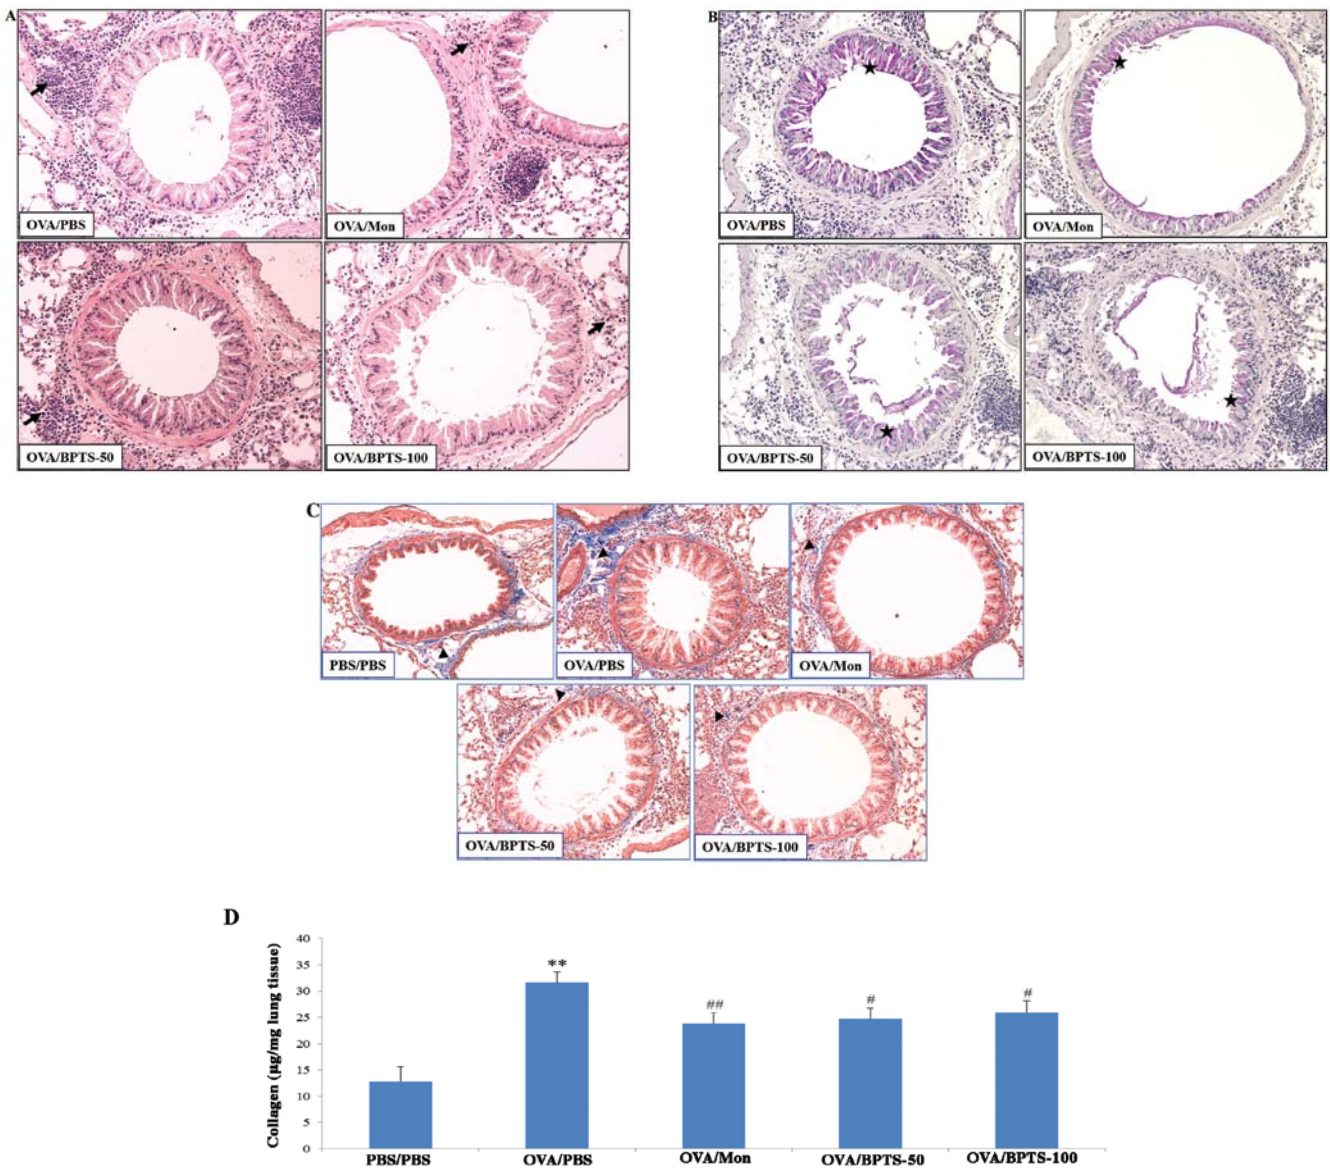 A
OVA/PBS
OVA/Mon
OVA/BPTS-50
OVA/BPTS-100
B
OVA/PBS
OVA/Mon
OVA/BPTS-50
OVA/BPTS-100
C
PBS/PBS
OVA/PBS
OVA/Mon
OVA/BPTS-50
OVA/BPTS-100
D
Collagen (µg/mg lung tissue)
40
35
30
25
20
15
10
5
0
**
##
#
#
PBS/PBS
OVA/PBS
OVA/Mon
OVA/BPTS-50
OVA/BPTS-100